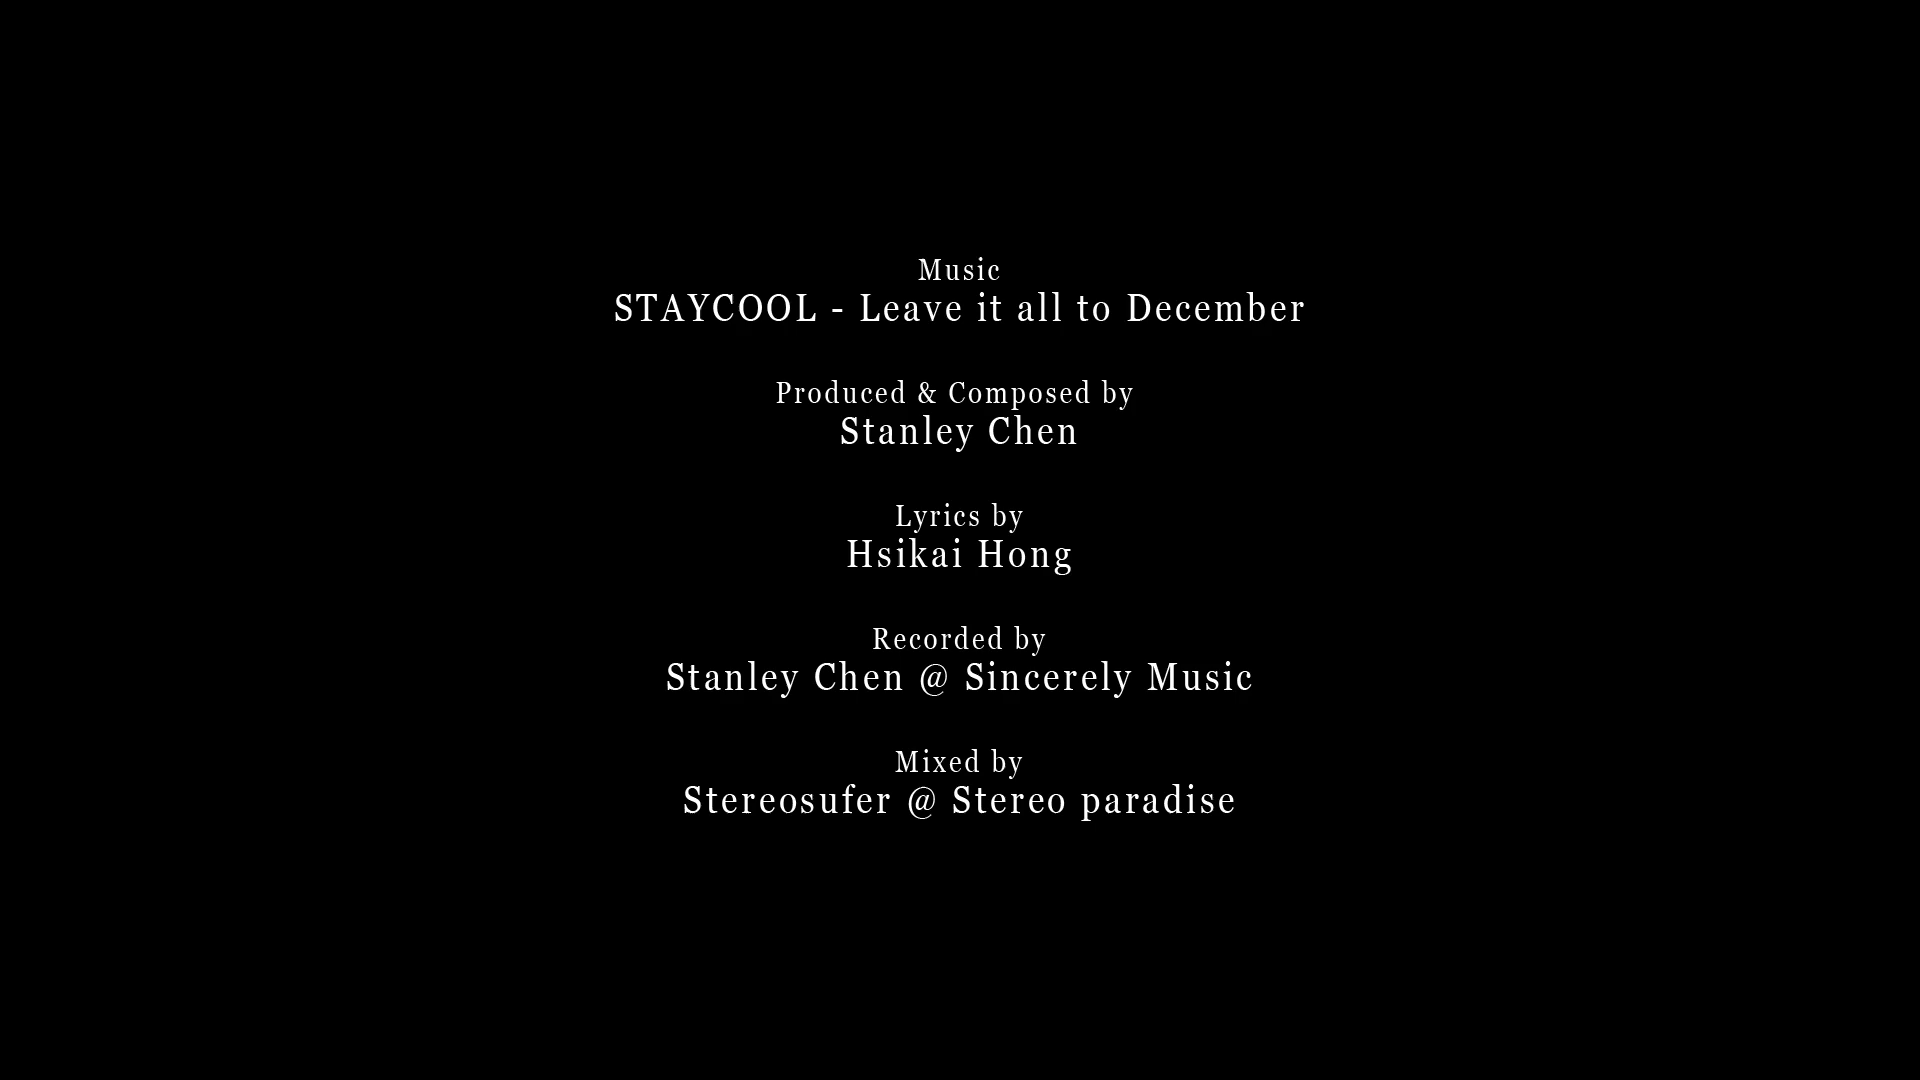 Music
STAYCOOL - Leave it all to December
Produced & Composed by
Stanley Chen
Lyrics by
Hsikai Hong
Recorded by
Stanley Chen @ Sincerely Music
Mixed by
Stereosufer @ Stereo paradise